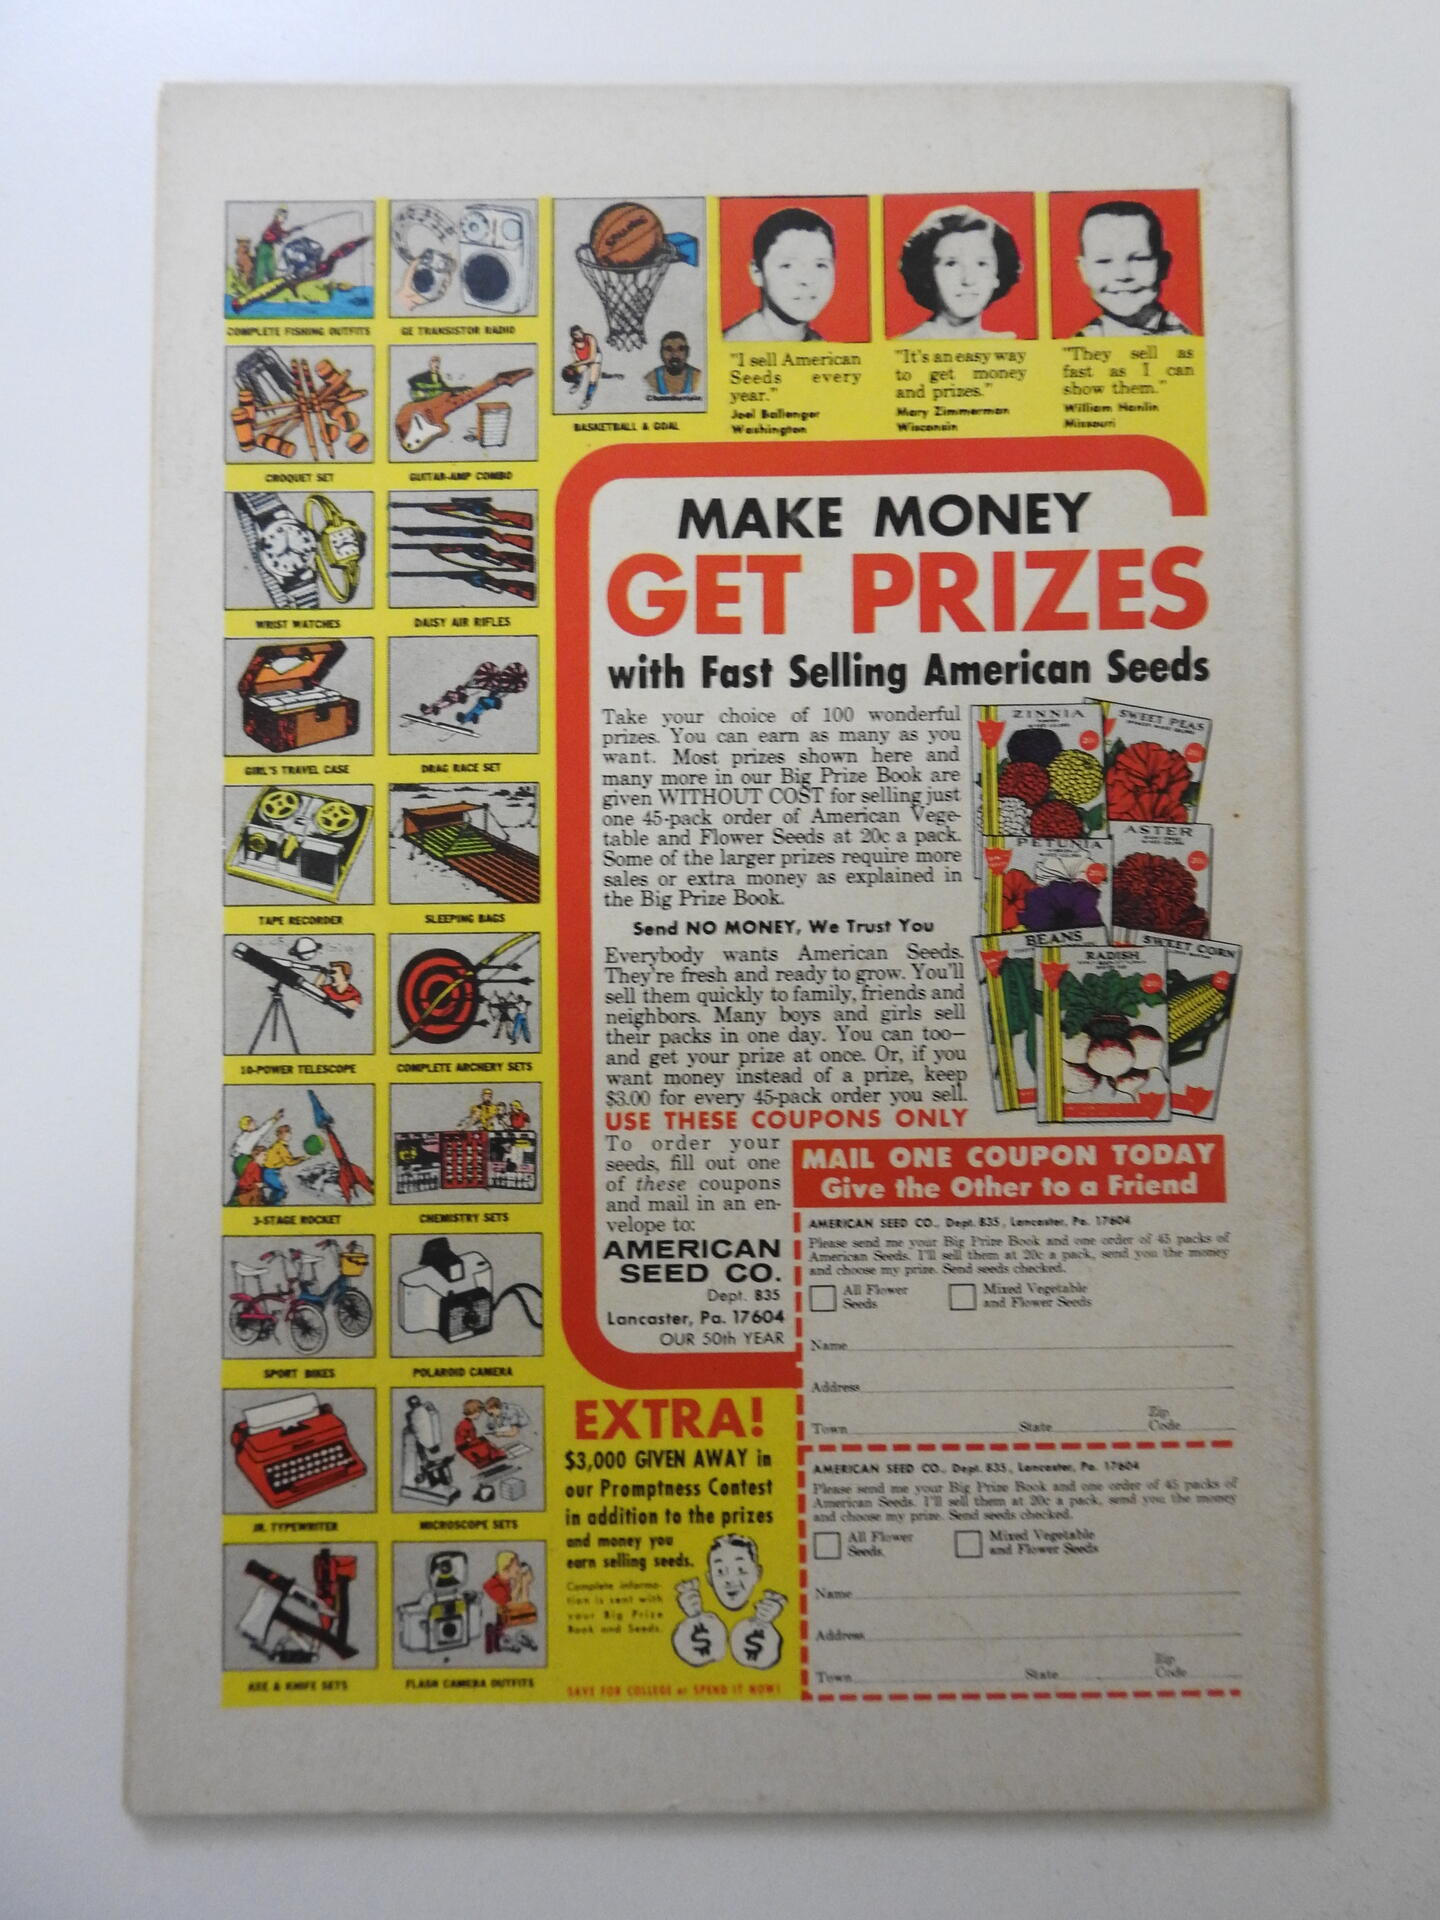 COMPLETE FISHING OUTFITS
GE TRANSISTOR RADIO
CROQUET SET
GUITAR-AMP COMBO
WRIST WATCHES
DAISY AIR RIFLES
GIRL'S TRAVEL CASE
DRAG RACE SET
TAPE RECORDER
SLEEPING BAGS
10-POWER TELESCOPE
COMPLETE ARCHERY SETS
3-STAGE ROCKET
CHEMISTRY SETS
SPORT BIKES
POLAROID CAMERA
JR. TYPEWRITER
MICROSCOPE SETS
AXE & KNIFE SETS
FLASH CAMERA OUTFITS
SPALDING
Barry
Chamberlain
BASKETBALL & GOAL
"I sell American
Seeds every
year."
Joel Ballenger
Washington
"It's an easy way
to get money
and prizes."
Mary Zimmerman
Wisconsin
"They sell as
fast as I can
show them."
William Hanlin
Missouri
MAKE MONEY
GET PRIZES
with Fast Selling American Seeds
Take your choice of 100 wonderful
prizes. You can earn as many as you
want. Most prizes shown here and
many more in our Big Prize Book are
given WITHOUT COST for selling just
one 45-pack order of American Vege-
table and Flower Seeds at 20c a pack.
Some of the larger prizes require more
sales or extra money as explained in
the Big Prize Book.
Send NO MONEY, We Trust You
Everybody wants American Seeds.
They're fresh and ready to grow. You'll
sell them quickly to family, friends and
neighbors. Many boys and girls sell
their packs in one day. You can too—
and get your prize at once. Or, if you
want money instead of a prize, keep
$3.00 for every 45-pack order you sell.
USE THESE COUPONS ONLY
To order your
seeds, fill out one
of these coupons
and mail in an en-
velope to:
AMERICAN
SEED CO.
Dept. 835
Lancaster, Pa. 17604
OUR 50th YEAR
ZINNIA
20¢
SWEET PEAS
20¢
PETUNIA
20¢
ASTER
20¢
BEANS
RADISH
20¢
SWEET CORN
20¢
MAIL ONE COUPON TODAY
Give the Other to a Friend
AMERICAN SEED CO., Dept. 835, Lancaster, Pa. 17604
Please send me your Big Prize Book and one order of 45 packs of
American Seeds. I'll sell them at 20c a pack, send you the money
and choose my prize. Send seeds checked.
All Flower
Seeds
Mixed Vegetable
and Flower Seeds
Name
Address
Town State Zip Code
AMERICAN SEED CO., Dept. 835, Lancaster, Pa. 17604
Please send me your Big Prize Book and one order of 45 packs of
American Seeds. I'll sell them at 20c a pack, send you the money
and choose my prize. Send seeds checked.
All Flower
Seeds.
Mixed Vegetable
and Flower Seeds
Name
Address
Town State Zip Code
EXTRA!
$3,000 GIVEN AWAY in
our Promptness Contest
in addition to the prizes
and money you
earn selling seeds.
Complete informa-
tion is sent with
your Big Prize
Book and Seeds.
$ $
SAVE FOR COLLEGE or SPEND IT NOW!